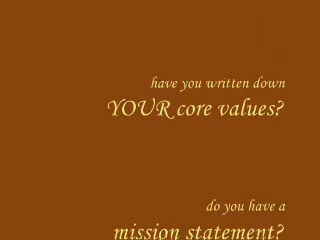 have you written down
YOUR core values?
do you have a
mission statement?